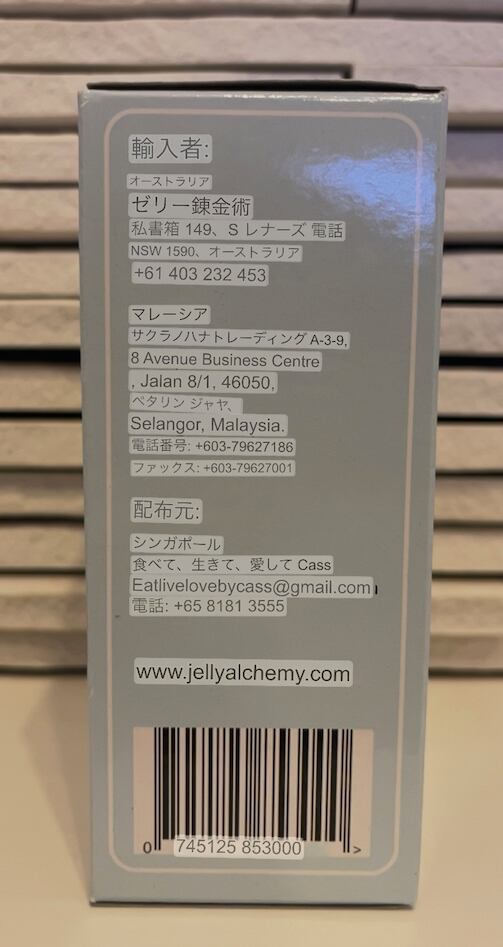 輸入者:
オーストラリア
ゼリー錬金術
私書箱 149、S レナーズ 電話
NSW 1590、オーストラリア
+61 403 232 453
マレーシア
サクラノハナトレーディング A-3-9,
8 Avenue Business Centre
, Jalan 8/1, 46050,
ペタリン ジャヤ、
Selangor, Malaysia.
電話番号: +603-79627186
ファックス: +603-79627001
配布元:
シンガポール
食べて、生きて、愛して Cass
Eatlivelovebycass@gmail.com
電話: +65 8181 3555
www.jellyalchemy.com
0 745125 853000 >